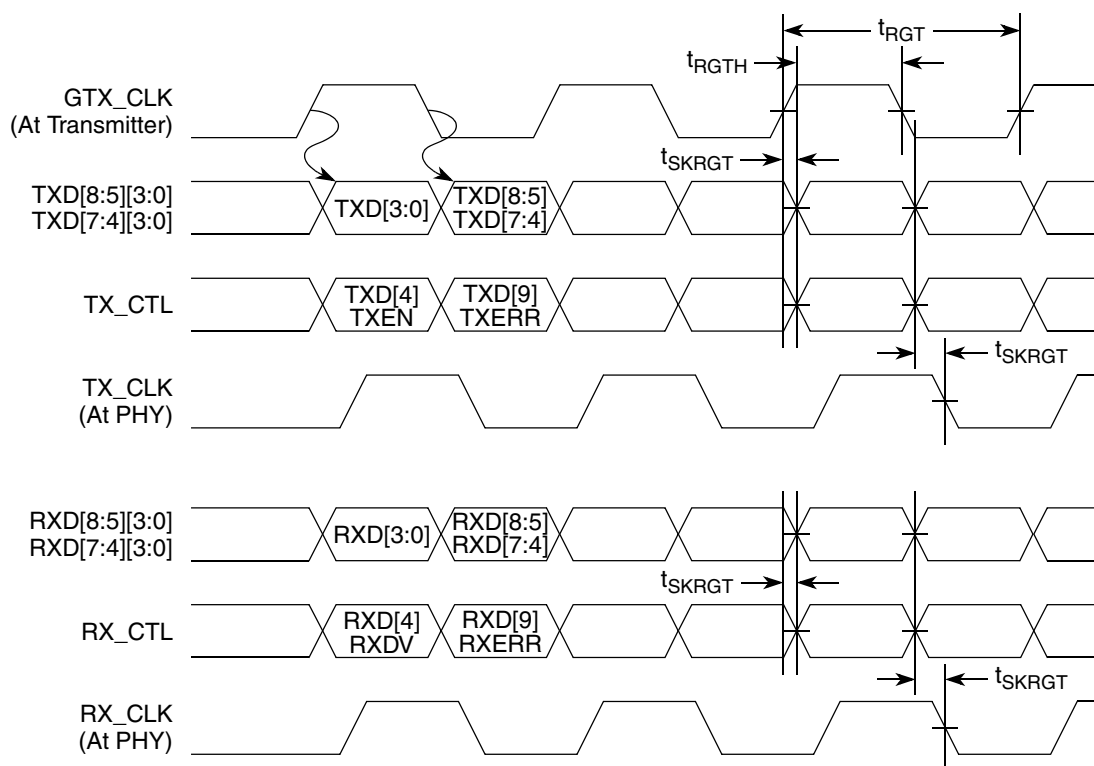 tRGT
tRGTH
GTX_CLK
(At Transmitter)
tSKRGT
TXD[8:5][3:0]
TXD[7:4][3:0]
TXD[3:0]
TXD[8:5]
TXD[7:4]
TX_CTL
TXD[4]
TXEN
TXD[9]
TXERR
tSKRGT
TX_CLK
(At PHY)
RXD[8:5][3:0]
RXD[7:4][3:0]
RXD[3:0]
RXD[8:5]
RXD[7:4]
tSKRGT
RX_CTL
RXD[4]
RXDV
RXD[9]
RXERR
tSKRGT
RX_CLK
(At PHY)